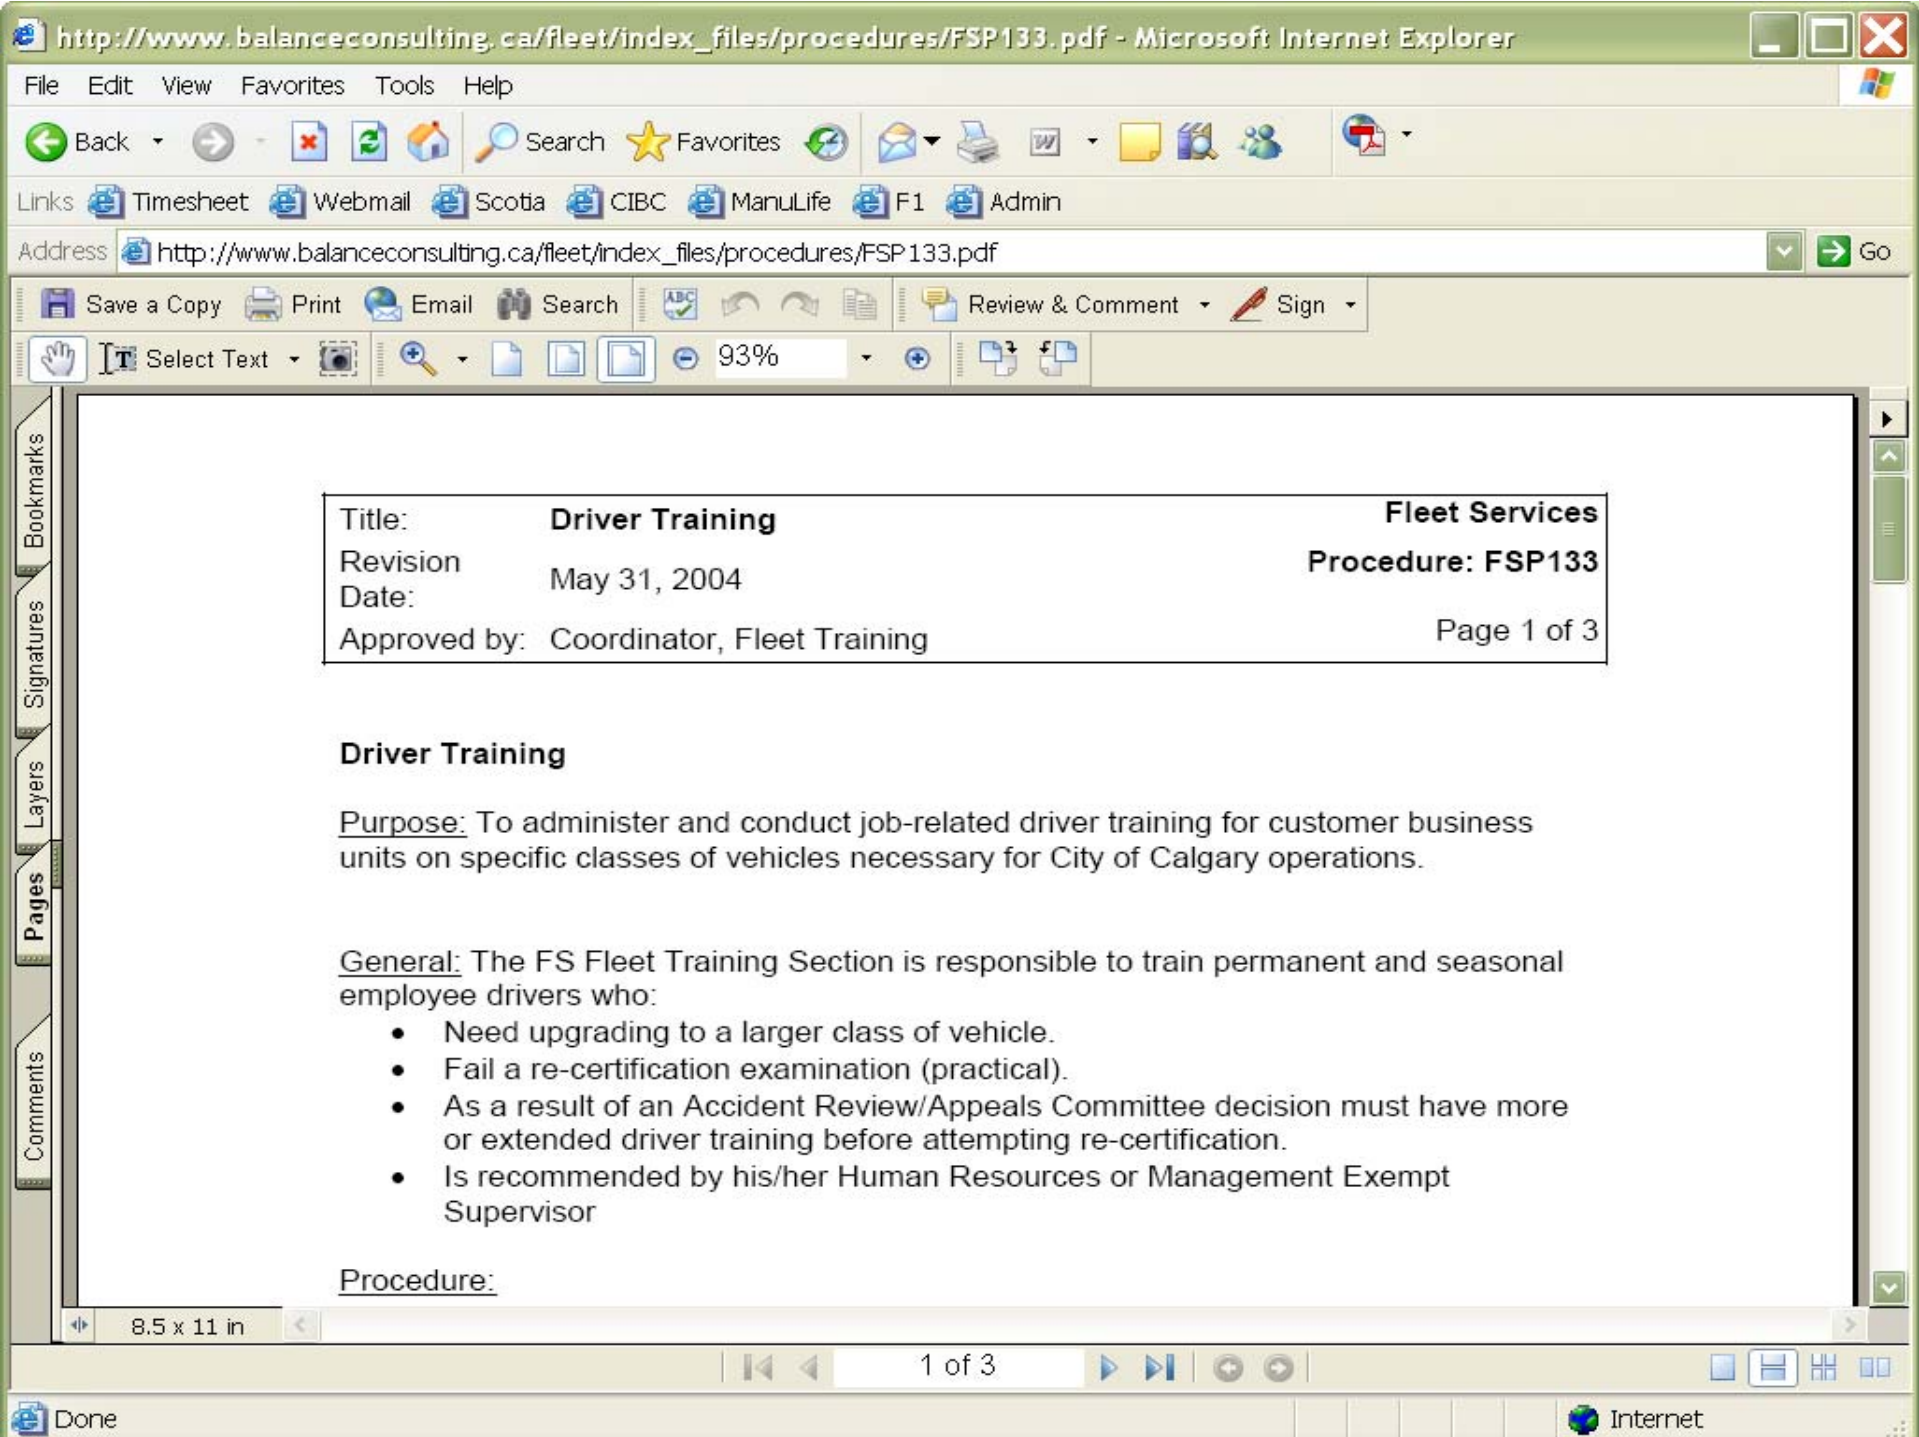 http://www.balanceconsulting.ca/fleet/index_files/procedures/FSP133.pdf - Microsoft Internet Explorer
File Edit View Favorites Tools Help
Back Search Favorites
Links Timesheet Webmail Scotia CIBC ManuLife F1 Admin
Address http://www.balanceconsulting.ca/fleet/index_files/procedures/FSP133.pdf Go
Save a Copy Print Email Search ABC Review & Comment Sign
T Select Text 93%
Bookmarks
Signatures
Layers
Pages
Comments
Title: Driver Training Fleet Services
Revision Date: May 31, 2004 Procedure: FSP133
Approved by: Coordinator, Fleet Training Page 1 of 3
Driver Training
Purpose: To administer and conduct job-related driver training for customer business
units on specific classes of vehicles necessary for City of Calgary operations.
General: The FS Fleet Training Section is responsible to train permanent and seasonal
employee drivers who:
• Need upgrading to a larger class of vehicle.
• Fail a re-certification examination (practical).
• As a result of an Accident Review/Appeals Committee decision must have more
or extended driver training before attempting re-certification.
• Is recommended by his/her Human Resources or Management Exempt
Supervisor
Procedure:
8.5 x 11 in
1 of 3
Done Internet